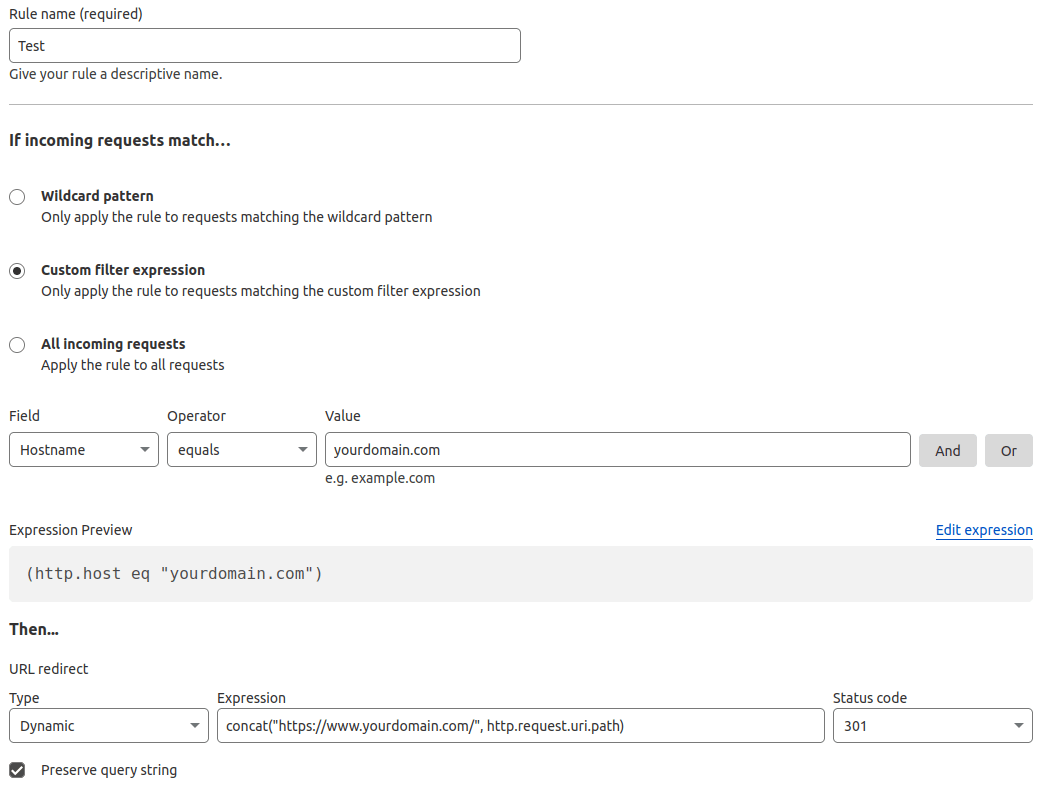 Rule name (required)
Test
Give your rule a descriptive name.
If incoming requests match...
Wildcard pattern
Only apply the rule to requests matching the wildcard pattern
Custom filter expression
Only apply the rule to requests matching the custom filter expression
All incoming requests
Apply the rule to all requests
Field Operator Value
Hostname equals yourdomain.com And Or
e.g. example.com
Expression Preview Edit expression
(http.host eq "yourdomain.com")
Then...
URL redirect
Type Expression Status code
Dynamic concat("https://www.yourdomain.com/", http.request.uri.path) 301
Preserve query string